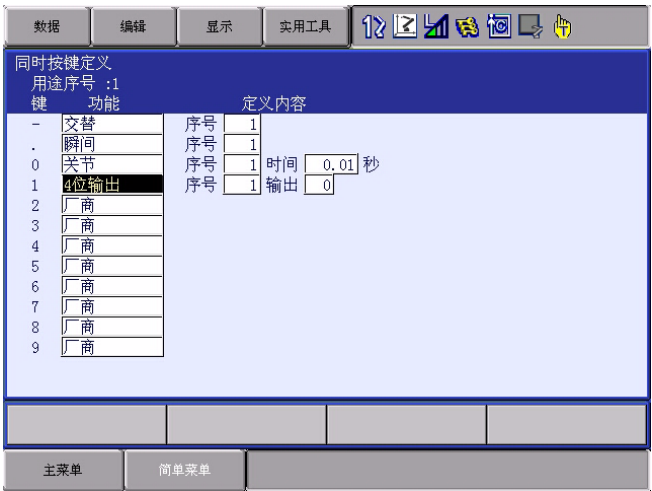 数据 编辑 显示 实用工具
同时按键定义
用途序号 :1
键 功能 定义内容
- 交替 序号 1
. 瞬间 序号 1
0 关节 序号 1 时间 0.01 秒
1 4位输出 序号 1 输出 0
2 厂商
3 厂商
4 厂商
5 厂商
6 厂商
7 厂商
8 厂商
9 厂商
主菜单 简单菜单